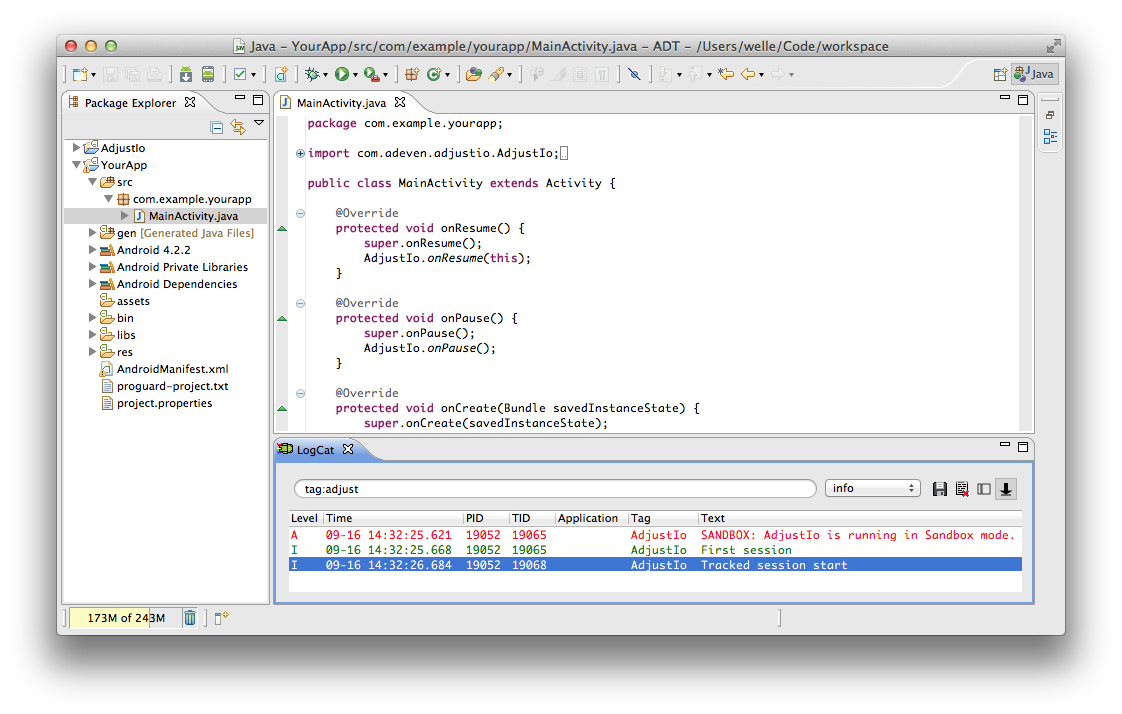 Java – YourApp/src/com/example/yourapp/MainActivity.java – ADT – /Users/welle/Code/workspace
Java
Package Explorer
AdjustIo
YourApp
src
com.example.yourapp
MainActivity.java
gen [Generated Java Files]
Android 4.2.2
Android Private Libraries
Android Dependencies
assets
bin
libs
res
AndroidManifest.xml
proguard-project.txt
project.properties
MainActivity.java
package com.example.yourapp;
import com.adeven.adjustio.AdjustIo;
public class MainActivity extends Activity {
@Override
protected void onResume() {
super.onResume();
AdjustIo.onResume(this);
}
@Override
protected void onPause() {
super.onPause();
AdjustIo.onPause();
}
@Override
protected void onCreate(Bundle savedInstanceState) {
super.onCreate(savedInstanceState);
LogCat
tag:adjust info
Level Time PID TID Application Tag Text
A 09-16 14:32:25.621 19052 19065 AdjustIo SANDBOX: AdjustIo is running in Sandbox mode.
I 09-16 14:32:25.668 19052 19065 AdjustIo First session
I 09-16 14:32:26.684 19052 19068 AdjustIo Tracked session start
173M of 243M